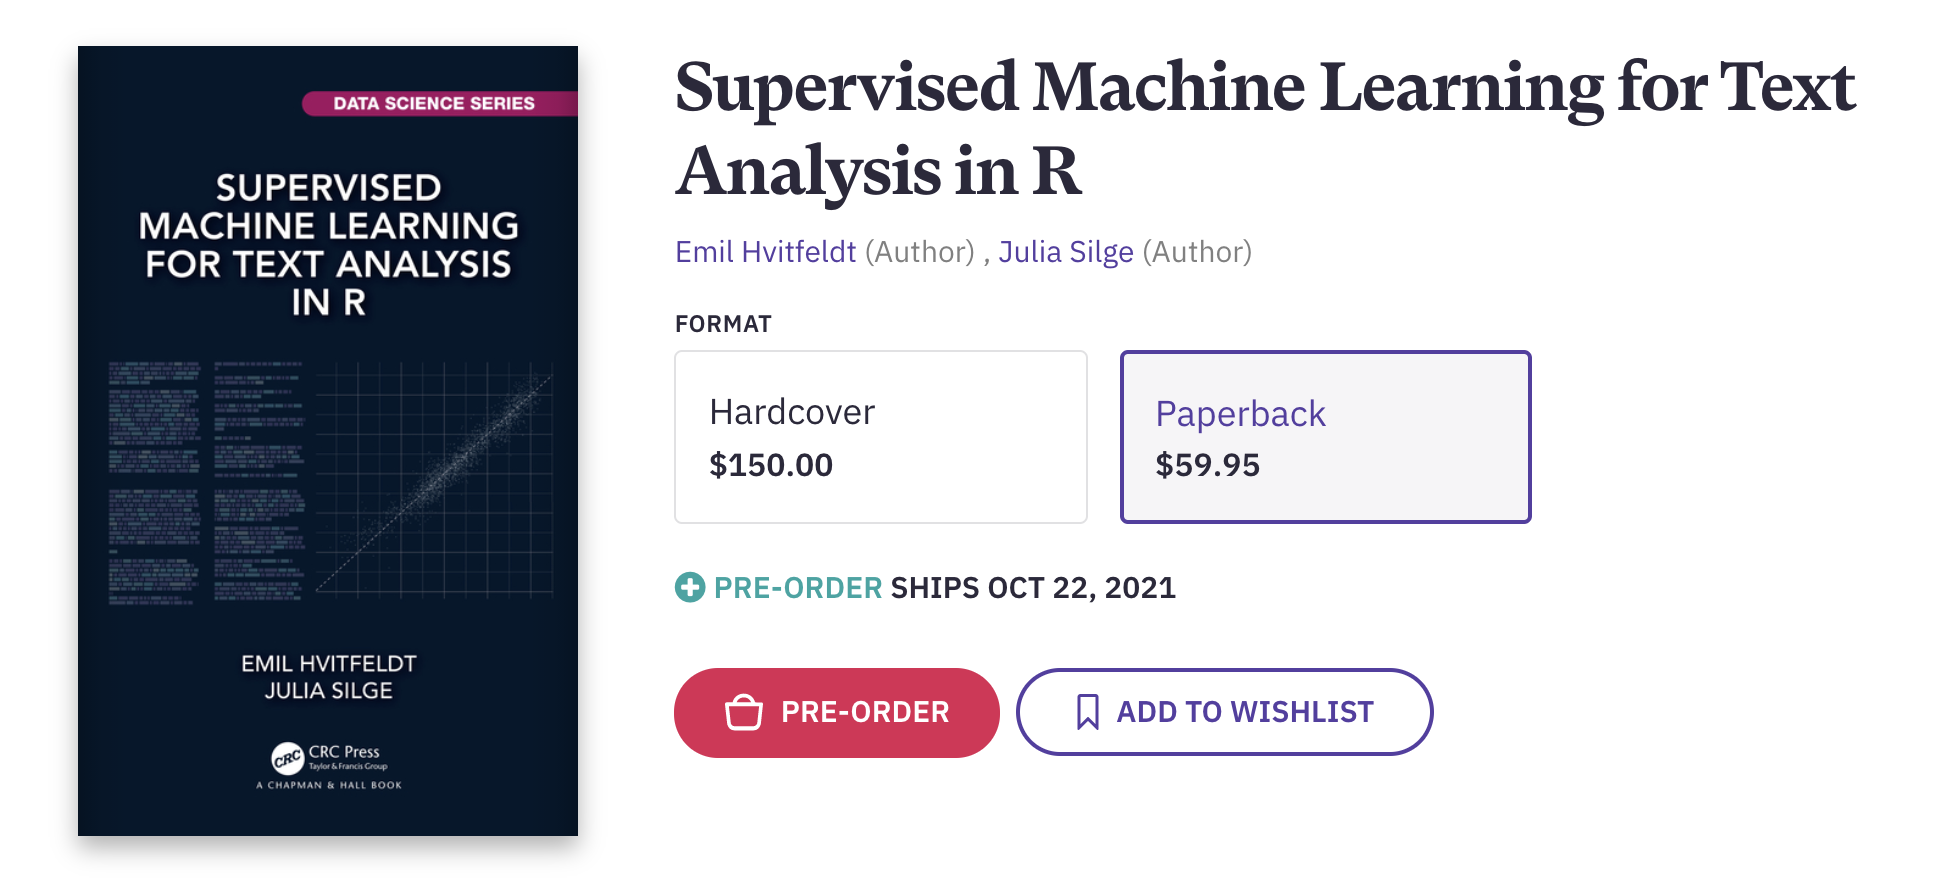 DATA SCIENCE SERIES
SUPERVISED
MACHINE LEARNING
FOR TEXT ANALYSIS
IN R
EMIL HVITFELDT
JULIA SILGE
CRC
CRC Press
Taylor & Francis Group
A CHAPMAN & HALL BOOK
Supervised Machine Learning for Text
Analysis in R
Emil Hvitfeldt (Author) , Julia Silge (Author)
FORMAT
Hardcover
$150.00
Paperback
$59.95
PRE-ORDER SHIPS OCT 22, 2021
PRE-ORDER
ADD TO WISHLIST